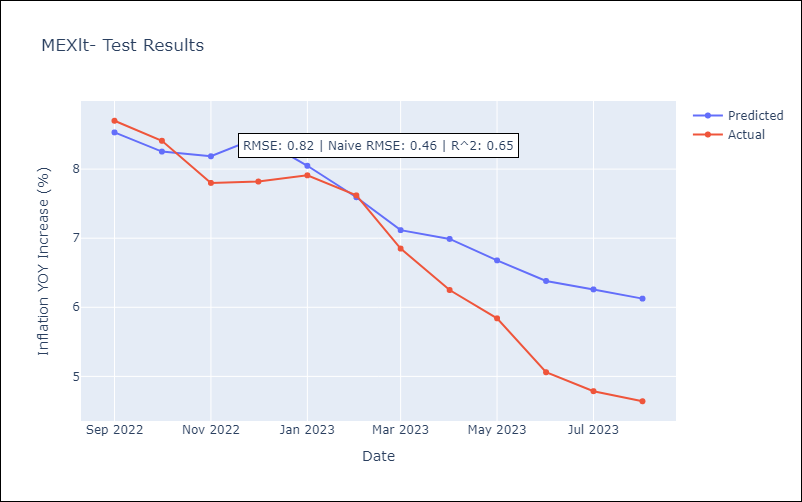 MEXlt- Test Results
Predicted
Actual
RMSE: 0.82 | Naive RMSE: 0.46 | R^2: 0.65
Inflation YOY Increase (%)
8
7
6
5
Sep 2022
Nov 2022
Jan 2023
Mar 2023
May 2023
Jul 2023
Date